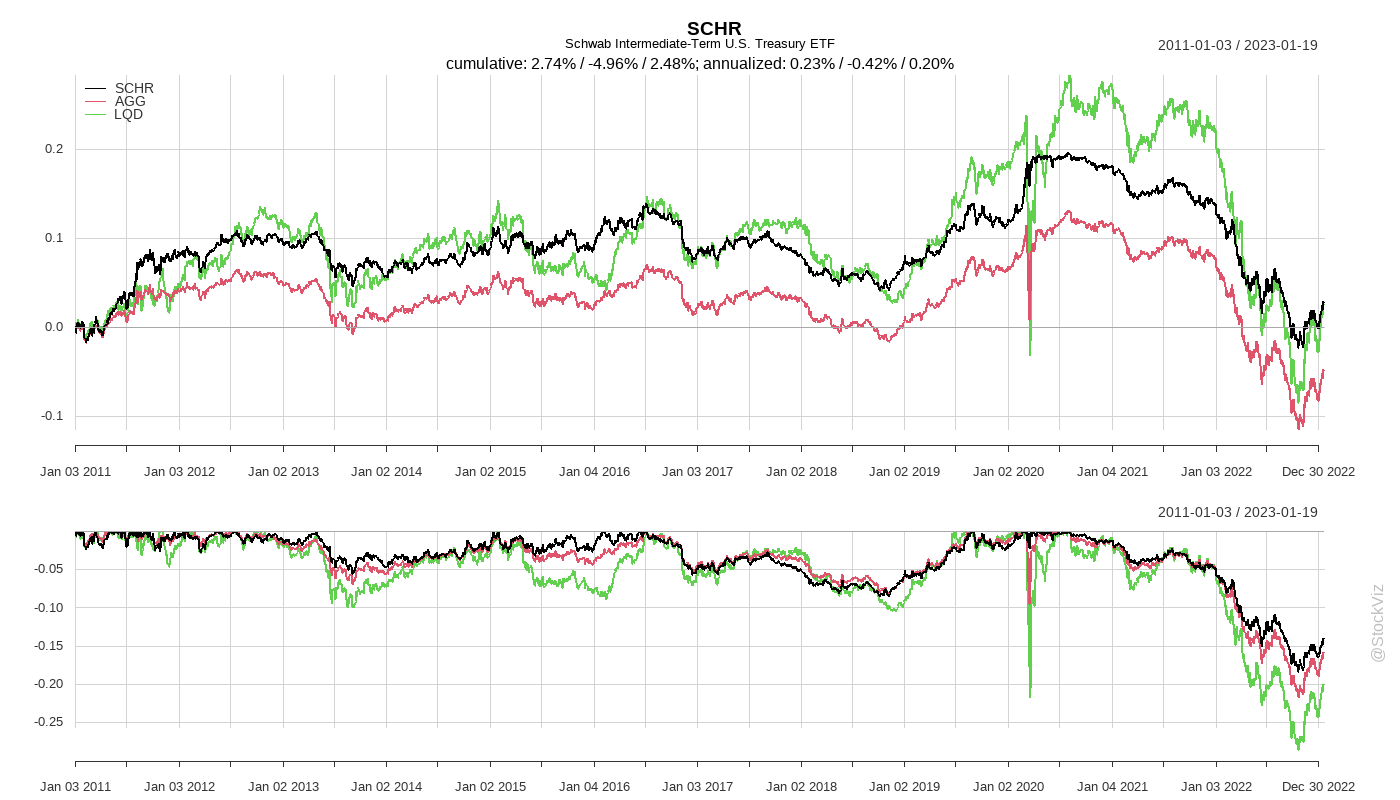 SCHR
Schwab Intermediate-Term U.S. Treasury ETF
2011-01-03 / 2023-01-19
cumulative: 2.74% / -4.96% / 2.48%; annualized: 0.23% / -0.42% / 0.20%
SCHR
AGG
LQD
0.2
0.1
0.0
-0.1
Jan 03 2011 Jan 03 2012 Jan 02 2013 Jan 02 2014 Jan 02 2015 Jan 04 2016 Jan 03 2017 Jan 02 2018 Jan 02 2019 Jan 02 2020 Jan 04 2021 Jan 03 2022 Dec 30 2022
2011-01-03 / 2023-01-19
-0.05
-0.10
-0.15
-0.20
-0.25
Jan 03 2011 Jan 03 2012 Jan 02 2013 Jan 02 2014 Jan 02 2015 Jan 04 2016 Jan 03 2017 Jan 02 2018 Jan 02 2019 Jan 02 2020 Jan 04 2021 Jan 03 2022 Dec 30 2022
@StockViz